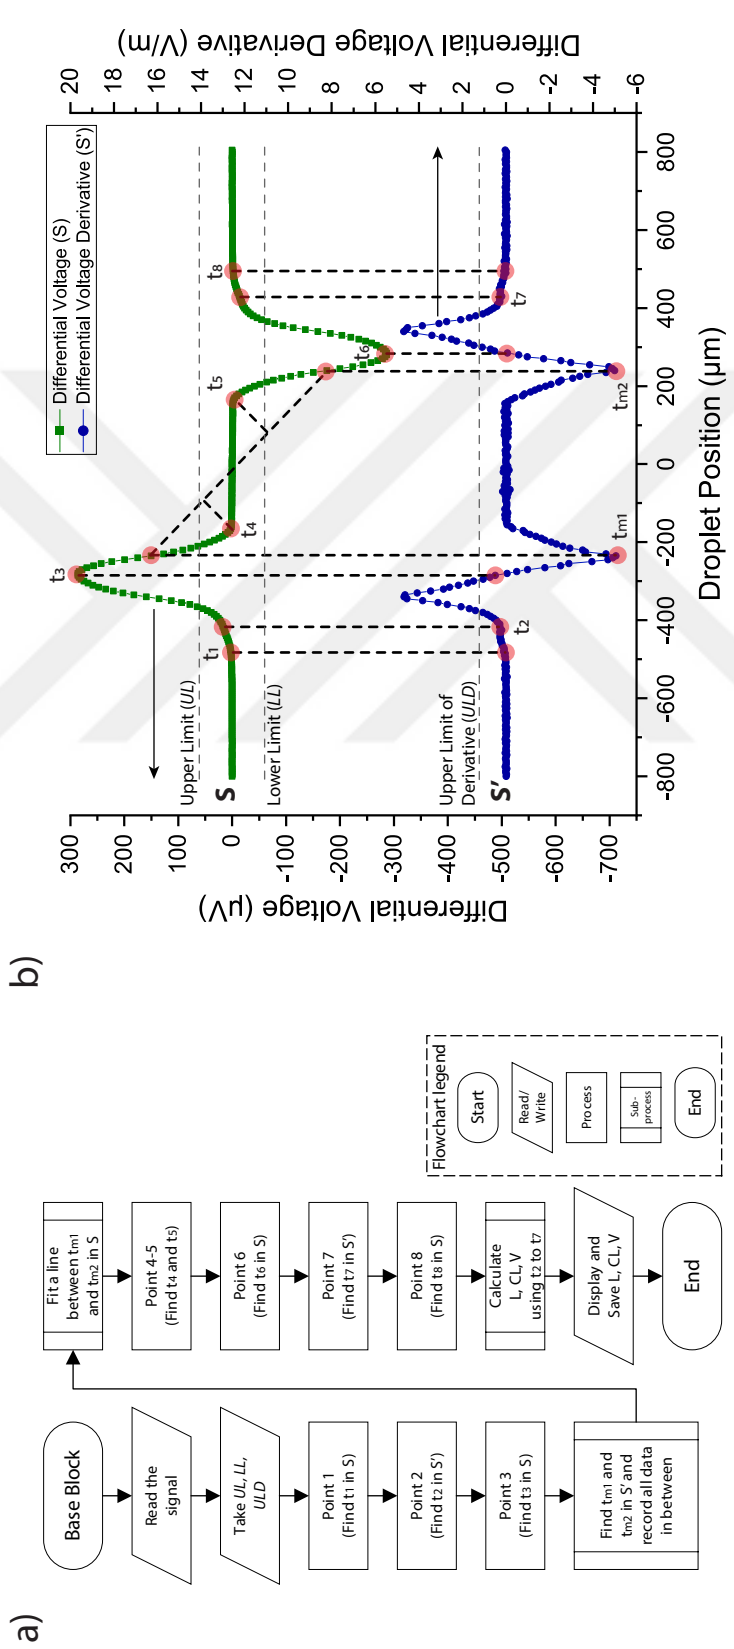 a)
Base Block
Read the
signal
Take UL, LL,
ULD
Point 1
(Find t1 in S)
Point 2
(Find t2 in S')
Point 3
(Find t3 in S)
Find tm1 and
tm2 in S' and
record all data
in between
Fit a line
between tm1
and tm2 in S
Point 4-5
(Find t4 and t5)
Point 6
(Find t6 in S)
Point 7
(Find t7 in S')
Point 8
(Find t8 in S)
Calculate
L, CL, V
using t2 to t7
Display and
Save L, CL, V
End
Flowchart legend
Start
Read/
Write
Process
Sub-
process
End
b)
Differential Voltage (S)
Differential Voltage Derivative (S')
Differential Voltage (μV)
300
200
100
0
-100
-200
-300
-400
-500
-600
-700
Differential Voltage Derivative (V/m)
20
18
16
14
12
10
8
6
4
2
0
-2
-4
-6
Upper Limit (UL)
S
Lower Limit (LL)
Upper Limit of
Derivative (ULD)
S'
t1
t2
t3
t4
t5
t6
t7
t8
tm1
tm2
-800
-600
-400
-200
0
200
400
600
800
Droplet Position (μm)